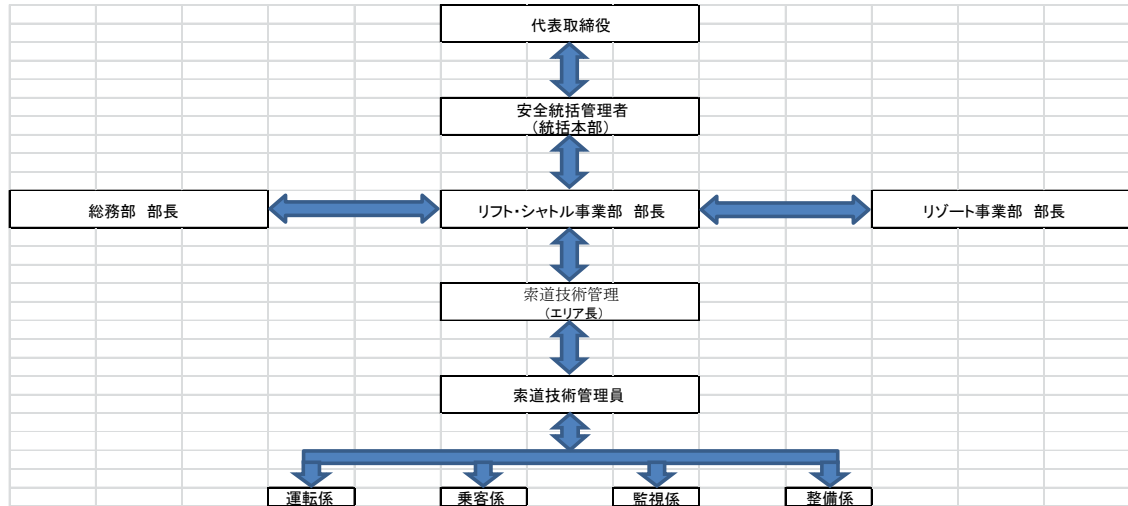 代表取締役
安全統括管理者
(統括本部)
総務部 部長
リフト・シャトル事業部 部長
リゾート事業部 部長
索道技術管理
(エリア長)
索道技術管理員
運転係
乗客係
監視係
整備係